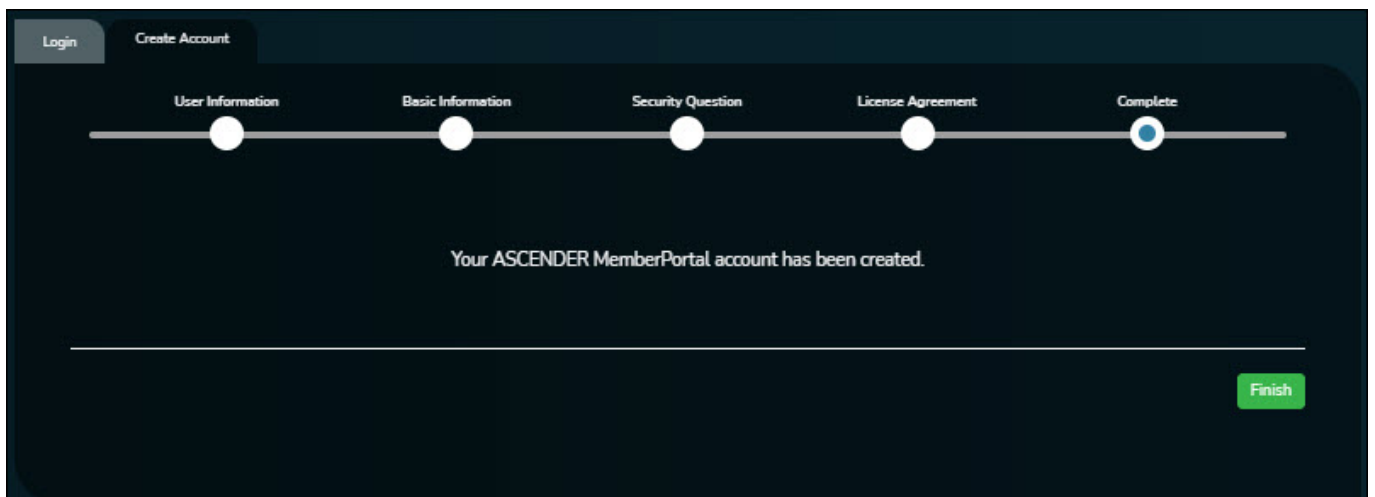 Login
Create Account
User Information
Basic Information
Security Question
License Agreement
Complete
Your ASCENDER MemberPortal account has been created.
Finish